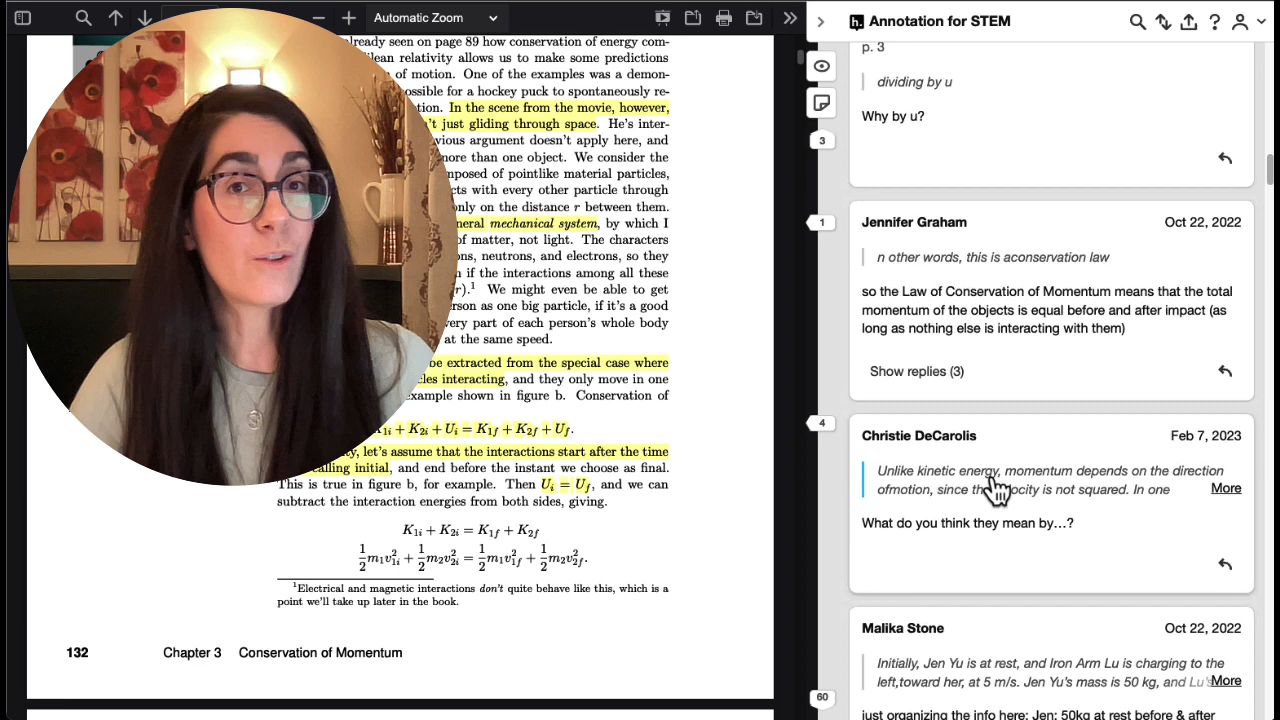 Automatic Zoom
already seen on page 89 how conservation of energy com-
lean relativity allows us to make some predictions
of motion. One of the examples was a demon-
possible for a hockey puck to spontaneously re-
tion. In the scene from the movie, however,
't just gliding through space. He's inter-
vious argument doesn't apply here, and
more than one object. We consider the
mposed of pointlike material particles,
cts with every other particle through
only on the distance r between them.
neral mechanical system, by which I
of matter, not light. The characters
ons, neutrons, and electrons, so they
n if the interactions among all these
(r).¹ We might even be able to get
erson as one big particle, if it's a good
very part of each person's whole body
at the same speed.
be extracted from the special case where
cles interacting, and they only move in one
example shown in figure b. Conservation of
K1i + K2i + Ui = K1f + K2f + Uf.
y, let's assume that the interactions start after the time
calling initial, and end before the instant we choose as final.
This is true in figure b, for example. Then Ui = Uf, and we can
subtract the interaction energies from both sides, giving.
K1i + K2i = K1f + K2f
½m1v²1i + ½m2v²2i = ½m1v²1f + ½m2v²2f.
¹Electrical and magnetic interactions don't quite behave like this, which is a
point we'll take up later in the book.
132 Chapter 3 Conservation of Momentum
h. Annotation for STEM
3
1
4
60
p. 3
dividing by u
Why by u?
Jennifer Graham Oct 22, 2022
n other words, this is aconservation law
so the Law of Conservation of Momentum means that the total
momentum of the objects is equal before and after impact (as
long as nothing else is interacting with them)
Show replies (3)
Christie DeCarolis Feb 7, 2023
Unlike kinetic energy, momentum depends on the direction
ofmotion, since th ocity is not squared. In one More
What do you think they mean by…?
Malika Stone Oct 22, 2022
Initially, Jen Yu is at rest, and Iron Arm Lu is charging to the
left,toward her, at 5 m/s. Jen Yu's mass is 50 kg, and Lu's More
just organizing the info here: Jen: 50kg at rest before & after